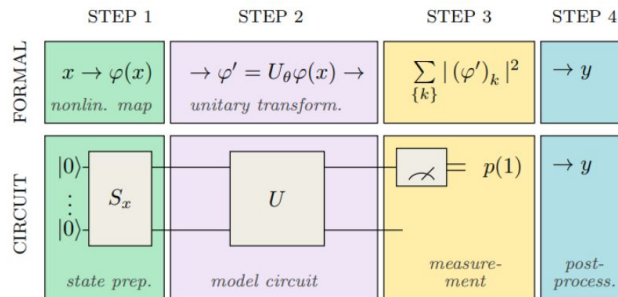 STEP 1 STEP 2 STEP 3 STEP 4
FORMAL
x → φ(x) → φ′ = U_θφ(x) → ∑_{k} | (φ′)_k |² → y
nonlin. map unitary transform.
CIRCUIT
|0⟩ p(1) → y
⋮ S_x U
|0⟩
state prep. model circuit measure-
ment post-
process.